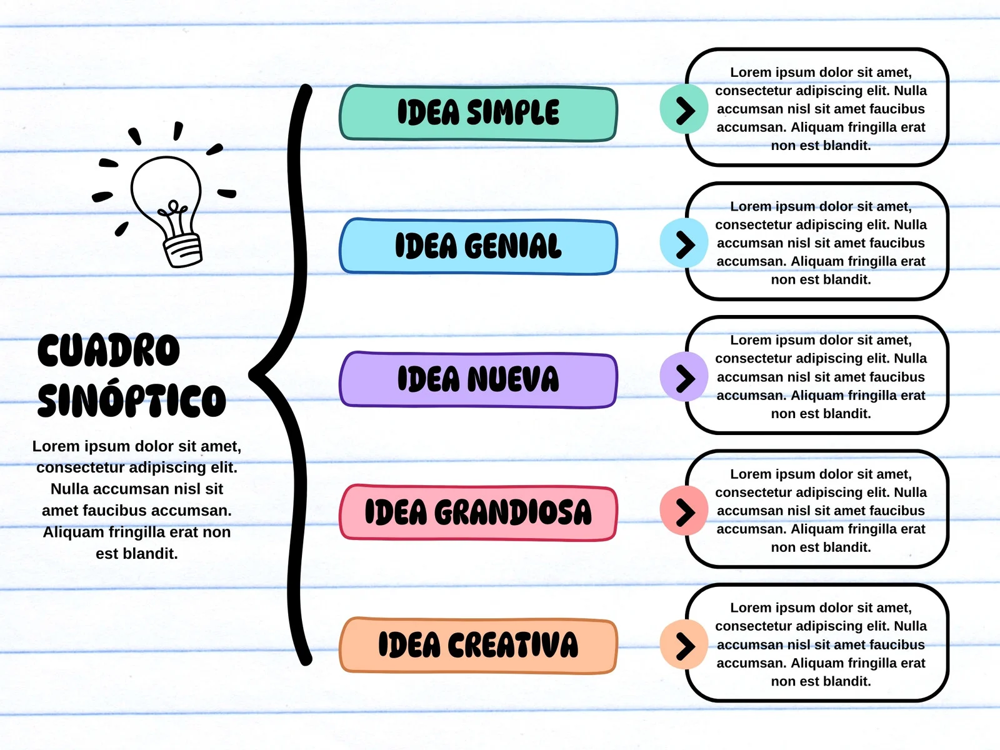 CUADRO
SINÓPTICO
Lorem ipsum dolor sit amet,
consectetur adipiscing elit.
Nulla accumsan nisl sit
amet faucibus accumsan.
Aliquam fringilla erat non
est blandit.
IDEA SIMPLE
Lorem ipsum dolor sit amet,
consectetur adipiscing elit. Nulla
accumsan nisl sit amet faucibus
accumsan. Aliquam fringilla erat
non est blandit.
IDEA GENIAL
Lorem ipsum dolor sit amet,
consectetur adipiscing elit. Nulla
accumsan nisl sit amet faucibus
accumsan. Aliquam fringilla erat
non est blandit.
IDEA NUEVA
Lorem ipsum dolor sit amet,
consectetur adipiscing elit. Nulla
accumsan nisl sit amet faucibus
accumsan. Aliquam fringilla erat
non est blandit.
IDEA GRANDIOSA
Lorem ipsum dolor sit amet,
consectetur adipiscing elit. Nulla
accumsan nisl sit amet faucibus
accumsan. Aliquam fringilla erat
non est blandit.
IDEA CREATIVA
Lorem ipsum dolor sit amet,
consectetur adipiscing elit. Nulla
accumsan nisl sit amet faucibus
accumsan. Aliquam fringilla erat
non est blandit.